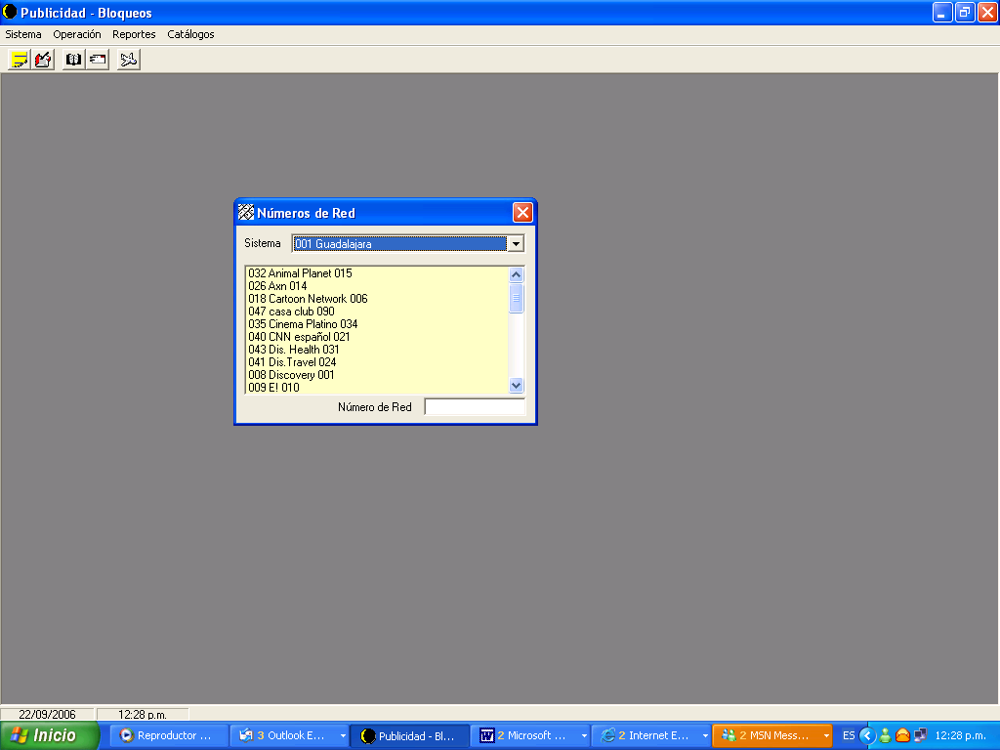 Publicidad - Bloqueos
Sistema Operación Reportes Catálogos
Números de Red
Sistema 001 Guadalajara
032 Animal Planet 015
026 Axn 014
018 Cartoon Network 006
047 casa club 090
035 Cinema Platino 034
040 CNN español 021
043 Dis. Health 031
041 Dis.Travel 024
008 Discovery 001
009 E! 010
Número de Red
22/09/2006 12:28 p.m.
Inicio Reproductor ... 3 Outlook E... Publicidad - Bl... 2 Microsoft ... 2 Internet E... 2 MSN Mess... ES 12:28 p.m.